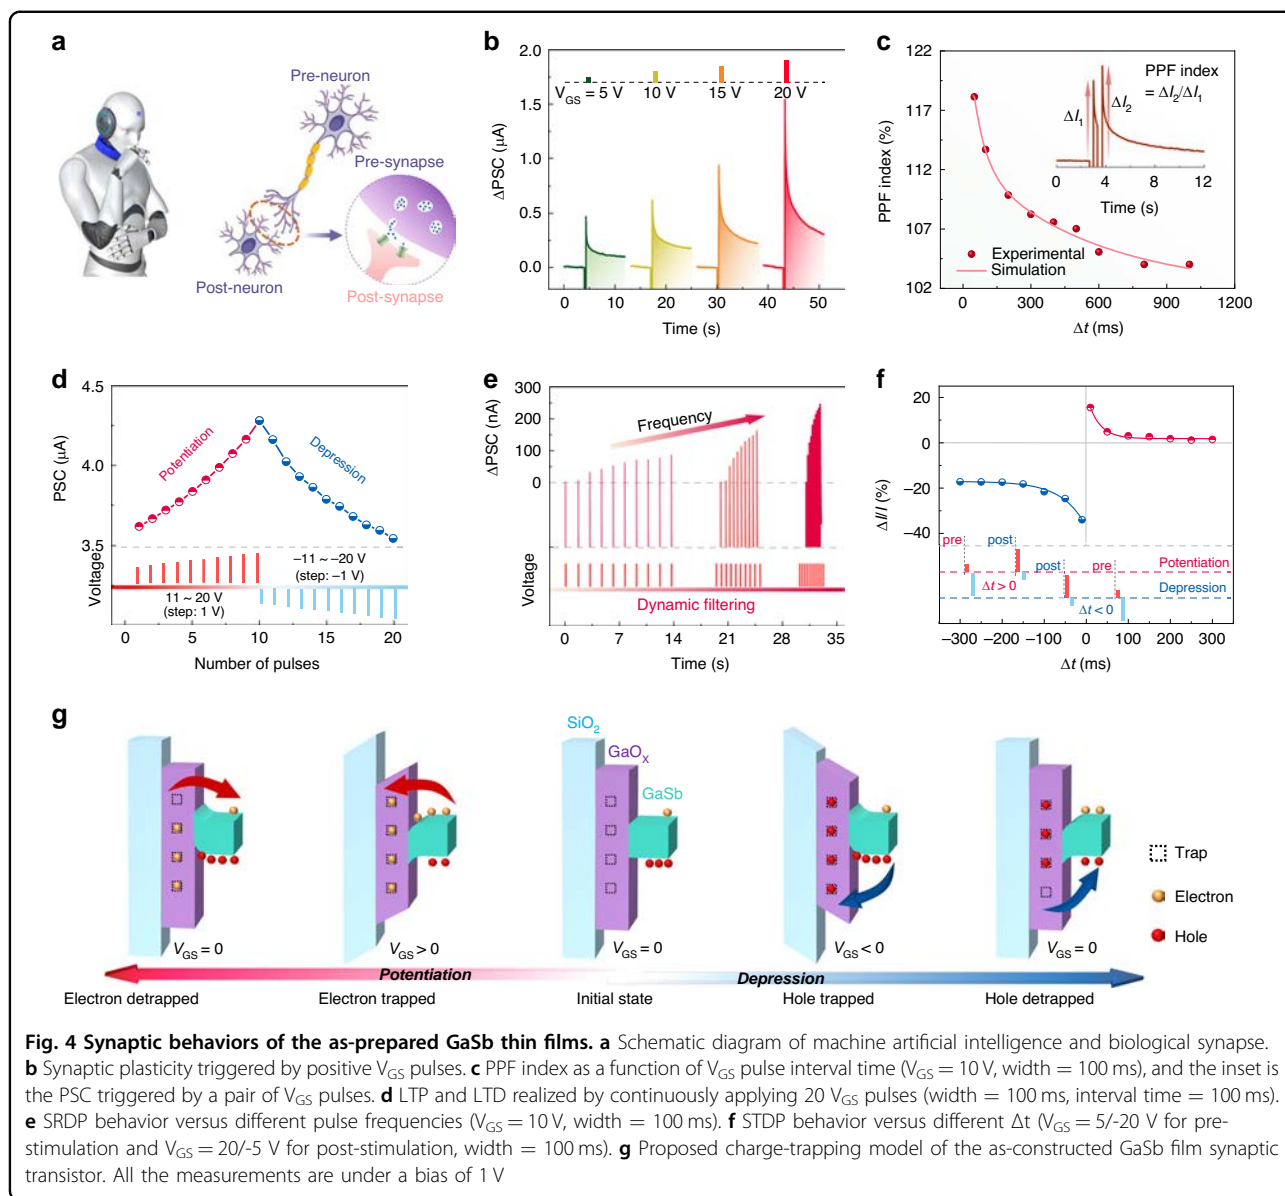 a
Pre-neuron
Pre-synapse
Post-neuron
Post-synapse
b
ΔPSC (μA)
2.0
1.5
1.0
0.5
0.0
V_GS = 5 V
10 V
15 V
20 V
0 10 20 30 40 50
Time (s)
c
PPF index (%)
122
117
112
107
102
PPF index
= ΔI₂/ΔI₁
ΔI₁
ΔI₂
0 4 8 12
Time (s)
Experimental
Simulation
0 300 600 900 1200
Δt (ms)
d
PSC (μA)
4.5
4.0
3.5
Potentiation
Depression
Voltage
−11 ~ −20 V
(step: −1 V)
11 ~ 20 V
(step: 1 V)
0 5 10 15 20
Number of pulses
e
ΔPSC (nA)
300
200
150
100
0
Frequency
Voltage
Dynamic filtering
0 7 14 21 28 35
Time (s)
f
ΔI/I (%)
20
0
−20
−40
pre
post
Potentiation
post
pre
Depression
Δt > 0
Δt < 0
−300 −200 −100 0 100 200 300
Δt (ms)
g
SiO₂
GaOₓ
GaSb
Trap
Electron
Hole
V_GS = 0
V_GS > 0
V_GS = 0
V_GS < 0
V_GS = 0
Potentiation
Depression
Electron detrapped
Electron trapped
Initial state
Hole trapped
Hole detrapped
Fig. 4 Synaptic behaviors of the as-prepared GaSb thin films. a Schematic diagram of machine artificial intelligence and biological synapse.
b Synaptic plasticity triggered by positive V_GS pulses. c PPF index as a function of V_GS pulse interval time (V_GS = 10 V, width = 100 ms), and the inset is
the PSC triggered by a pair of V_GS pulses. d LTP and LTD realized by continuously applying 20 V_GS pulses (width = 100 ms, interval time = 100 ms).
e SRDP behavior versus different pulse frequencies (V_GS = 10 V, width = 100 ms). f STDP behavior versus different Δt (V_GS = 5/-20 V for pre-
stimulation and V_GS = 20/-5 V for post-stimulation, width = 100 ms). g Proposed charge-trapping model of the as-constructed GaSb film synaptic
transistor. All the measurements are under a bias of 1 V